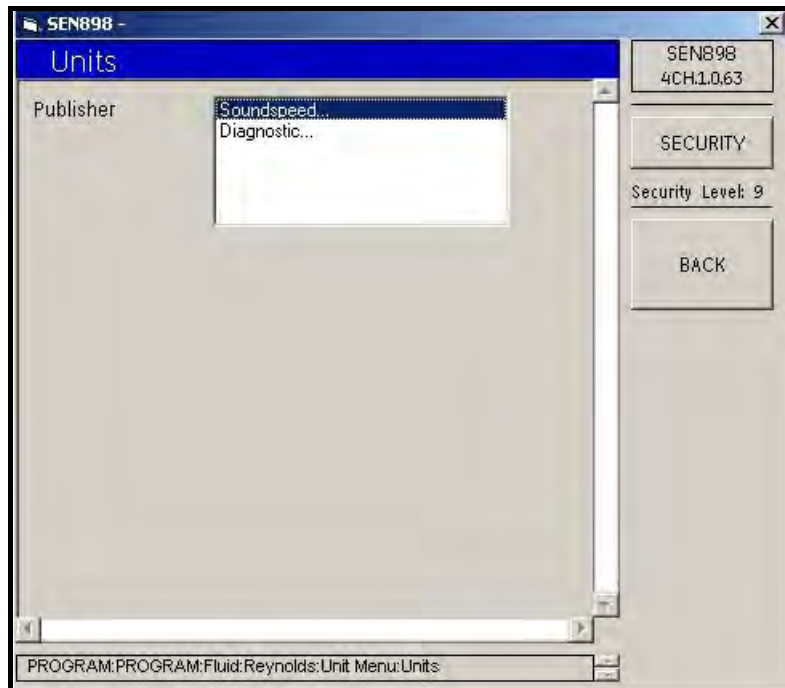 SEN898 -
Units
Publisher
Soundspeed...
Diagnostic...
SEN898
4CH.1.0.63
SECURITY
Security Level: 9
BACK
PROGRAM:PROGRAM:Fluid:Reynolds:Unit Menu:Units